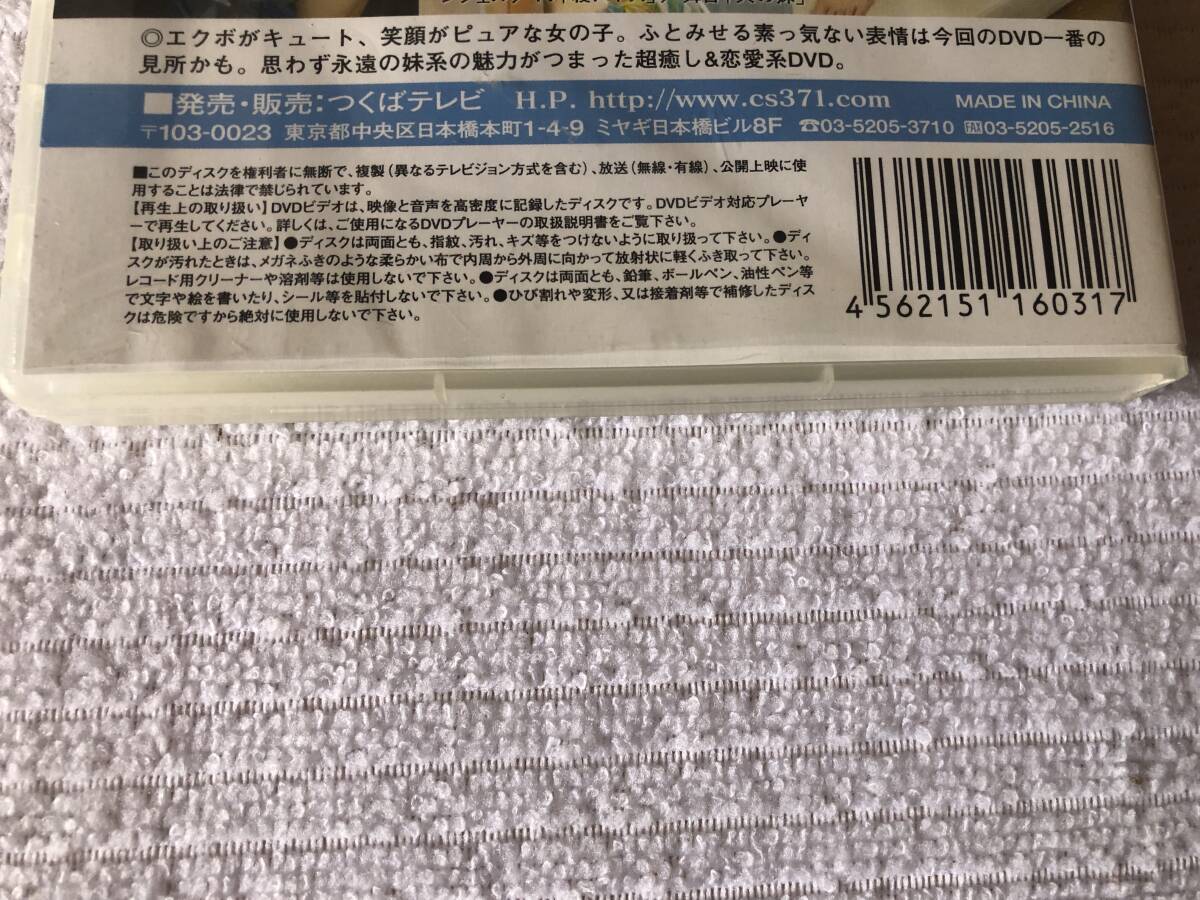 ◎エクボがキュート、笑顔がピュアな女の子。ふとみせる素っ気ない表情は今回のDVD一番の
見所かも。思わず永遠の妹系の魅力がつまった超癒し&恋愛系DVD。
■発売・販売:つくばテレビ H.P. http://www.cs371.com MADE IN CHINA
〒103-0023 東京都中央区日本橋本町1-4-9 ミヤギ日本橋ビル8F ☎03-5205-3710 FAX03-5205-2516
■このディスクを権利者に無断で、複製(異なるテレビジョン方式を含む)、放送(無線・有線)、公開上映に使
用することは法律で禁じられています。
【再生上の取り扱い】DVDビデオは、映像と音声を高密度に記録したディスクです。DVDビデオ対応プレーヤ
ーで再生してください。詳しくは、ご使用になるDVDプレーヤーの取扱説明書をご覧下さい。
【取り扱い上のご注意】●ディスクは両面とも、指紋、汚れ、キズ等をつけないように取り扱って下さい。●ディ
スクが汚れたときは、メガネふきのような柔らかい布で内周から外周に向かって放射状に軽くふき取って下さい。
レコード用クリーナーや溶剤等は使用しないで下さい。●ディスクは両面とも、鉛筆、ボールペン、油性ペン等
で文字や絵を書いたり、シール等を貼付しないで下さい。●ひび割れや変形、又は接着剤等で補修したディス
クは危険ですから絶対に使用しないで下さい。
4 562151 160317